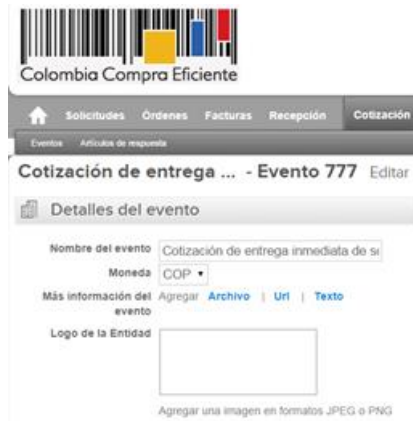 Colombia Compra Eficiente
Solicitudes Órdenes Facturas Recepción Cotización
Eventos Artículos de respuesta
Cotización de entrega ... - Evento 777 Editar
Detalles del evento
Nombre del evento Cotización de entrega inmediata de
Moneda COP
Más información del Agregar Archivo | Url | Texto
evento
Logo de la Entidad
Agregar una imagen en formatos JPEG o PNG